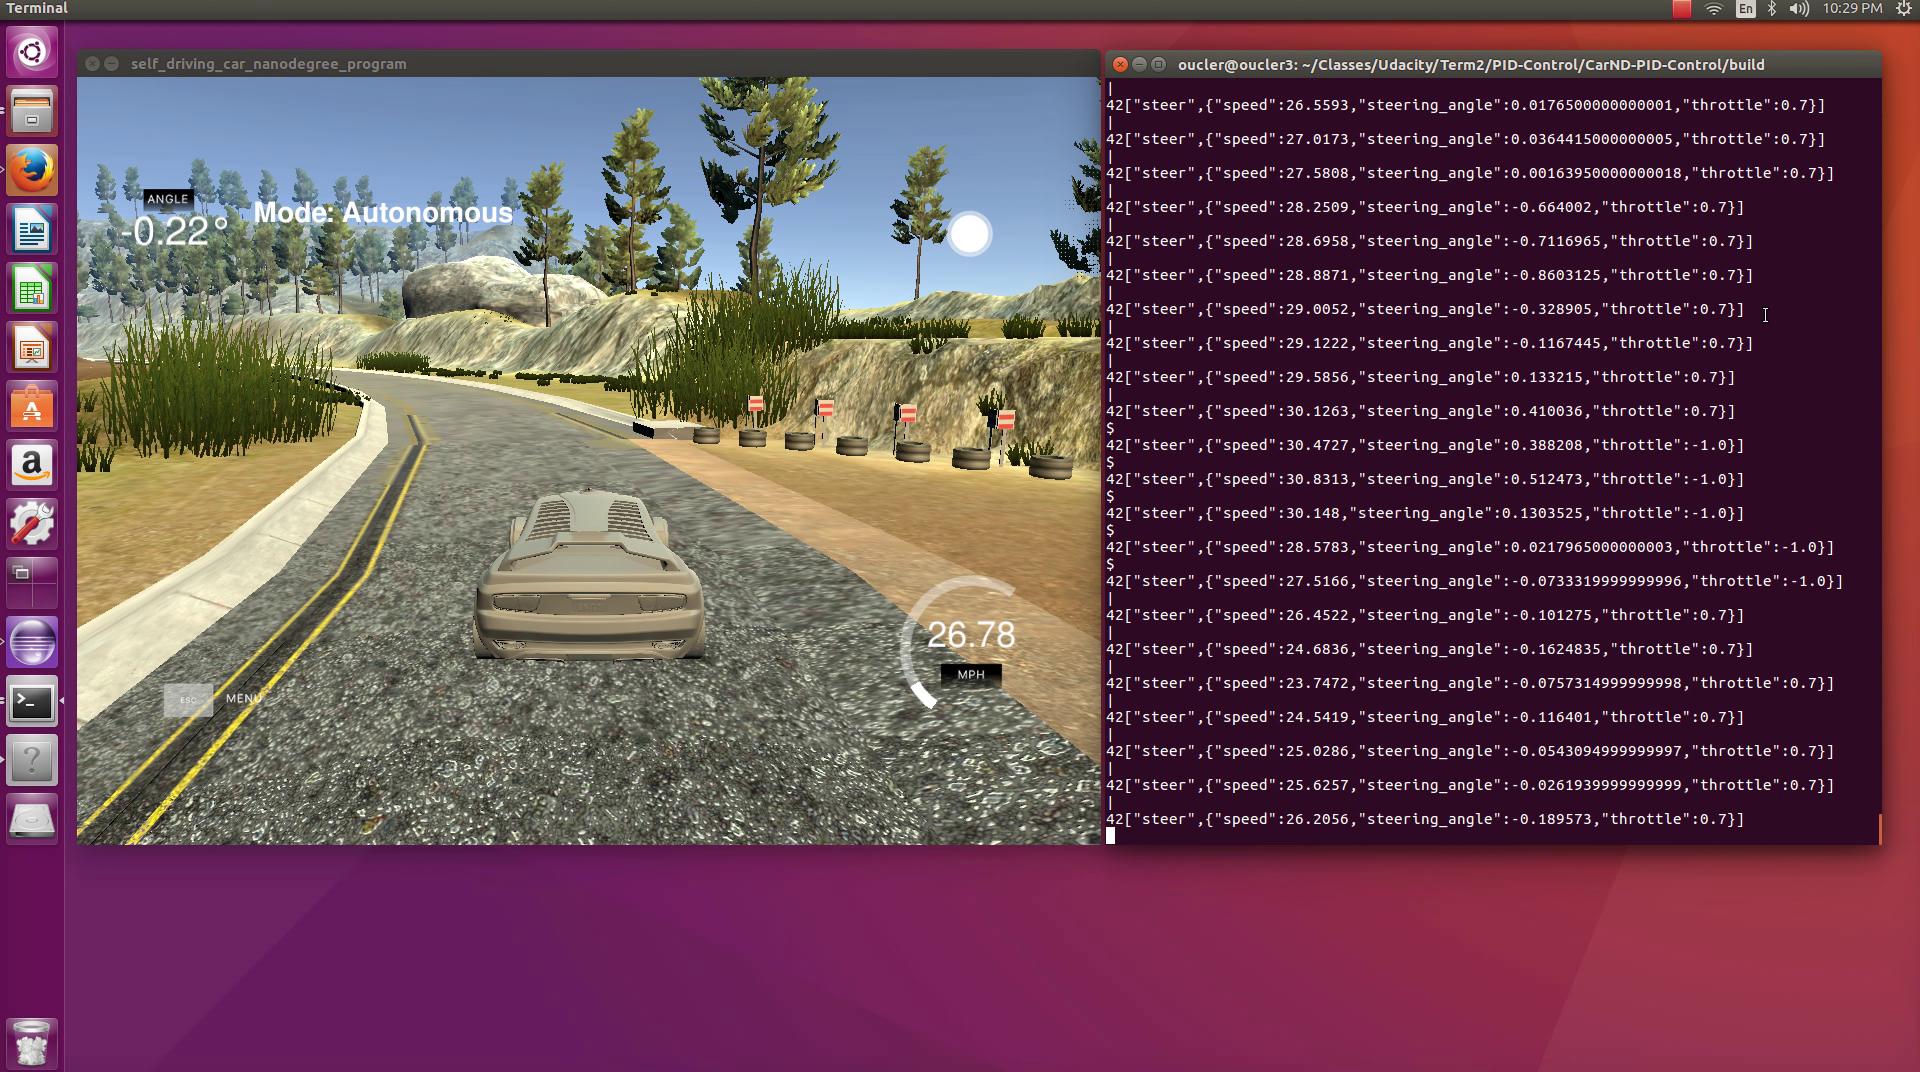 Terminal
En
10:29 PM
self_driving_car_nanodegree_program
ANGLE
-0.22°
Mode: Autonomous
26.78
MPH
ESC
MENU
oucler@oucler3: ~/Classes/Udacity/Term2/PID-Control/CarND-PID-Control/build
|
42["steer",{"speed":26.5593,"steering_angle":0.0176500000000001,"throttle":0.7}]
|
42["steer",{"speed":27.0173,"steering_angle":0.0364415000000005,"throttle":0.7}]
|
42["steer",{"speed":27.5808,"steering_angle":0.00163950000000018,"throttle":0.7}]
|
42["steer",{"speed":28.2509,"steering_angle":-0.664002,"throttle":0.7}]
|
42["steer",{"speed":28.6958,"steering_angle":-0.7116965,"throttle":0.7}]
|
42["steer",{"speed":28.8871,"steering_angle":-0.8603125,"throttle":0.7}]
|
42["steer",{"speed":29.0052,"steering_angle":-0.328905,"throttle":0.7}]
|
42["steer",{"speed":29.1222,"steering_angle":-0.1167445,"throttle":0.7}]
|
42["steer",{"speed":29.5856,"steering_angle":0.133215,"throttle":0.7}]
|
42["steer",{"speed":30.1263,"steering_angle":0.410036,"throttle":0.7}]
$
42["steer",{"speed":30.4727,"steering_angle":0.388208,"throttle":-1.0}]
$
42["steer",{"speed":30.8313,"steering_angle":0.512473,"throttle":-1.0}]
$
42["steer",{"speed":30.148,"steering_angle":0.1303525,"throttle":-1.0}]
$
42["steer",{"speed":28.5783,"steering_angle":0.0217965000000003,"throttle":-1.0}]
$
42["steer",{"speed":27.5166,"steering_angle":-0.0733319999999996,"throttle":-1.0}]
|
42["steer",{"speed":26.4522,"steering_angle":-0.101275,"throttle":0.7}]
|
42["steer",{"speed":24.6836,"steering_angle":-0.1624835,"throttle":0.7}]
|
42["steer",{"speed":23.7472,"steering_angle":-0.0757314999999998,"throttle":0.7}]
|
42["steer",{"speed":24.5419,"steering_angle":-0.116401,"throttle":0.7}]
|
42["steer",{"speed":25.0286,"steering_angle":-0.0543094999999997,"throttle":0.7}]
|
42["steer",{"speed":25.6257,"steering_angle":-0.0261939999999999,"throttle":0.7}]
|
42["steer",{"speed":26.2056,"steering_angle":-0.189573,"throttle":0.7}]